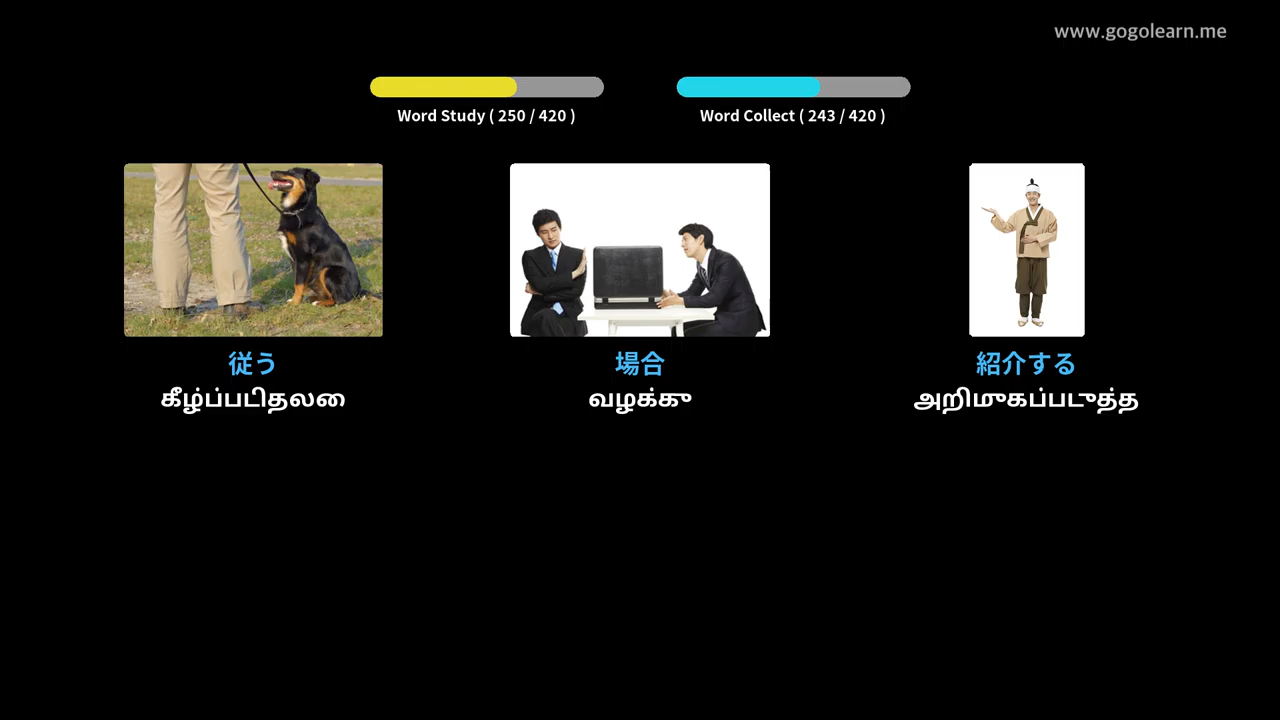 www.gogolearn.me
Word Study ( 250 / 420 )
Word Collect ( 243 / 420 )
従う
場合
紹介する
கீழ்ப்படிதலை
வழக்கு
அறிமுகப்படுத்த